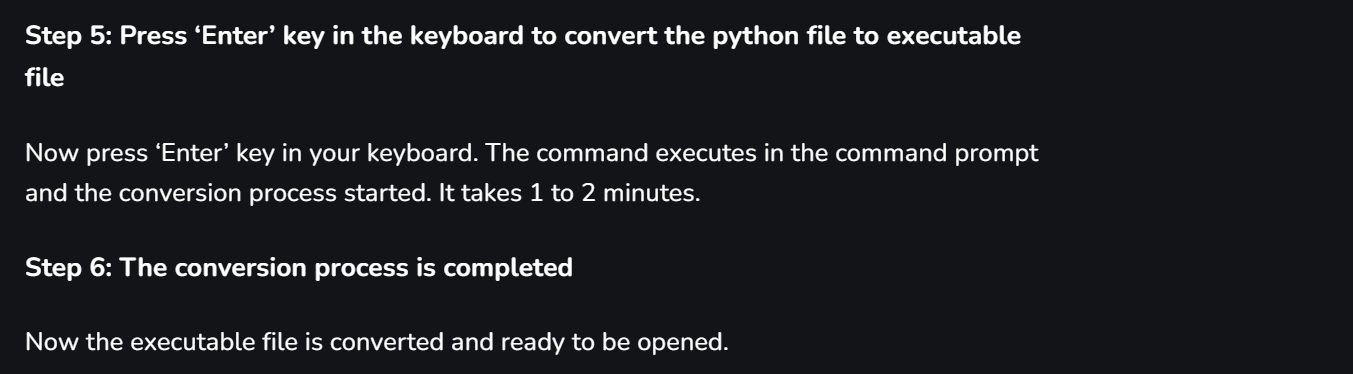 Step 5: Press ‘Enter’ key in the keyboard to convert the python file to executable
file
Now press ‘Enter’ key in your keyboard. The command executes in the command prompt
and the conversion process started. It takes 1 to 2 minutes.
Step 6: The conversion process is completed
Now the executable file is converted and ready to be opened.